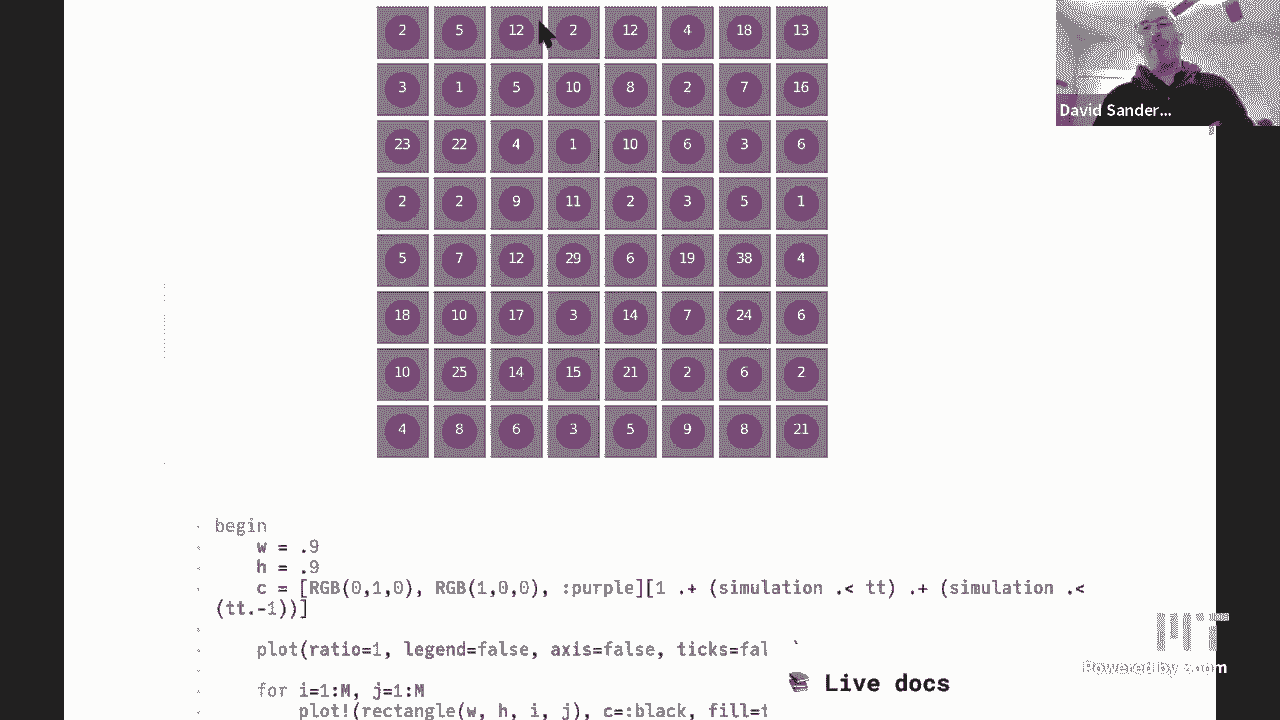 2 5 12 2 12 4 18 13
3 1 5 10 8 2 7 16
23 22 4 1 10 6 3 6
2 2 9 11 2 3 5 1
5 7 12 29 6 19 38 4
18 10 17 3 14 7 24 6
10 25 14 15 21 2 6 2
4 8 6 3 5 9 8 21
David Sander...
begin
w = .9
h = .9
c = [RGB(0,1,0), RGB(1,0,0), :purple][1 .+ (simulation .< tt) .+ (simulation .<
(tt.-1))]
plot(ratio=1, legend=false, axis=false, ticks=fal
for i=1:M, j=1:M
plot!(rectangle(w, h, i, j), c=:black, fill=t
Live docs
MIT
Powered by zoom